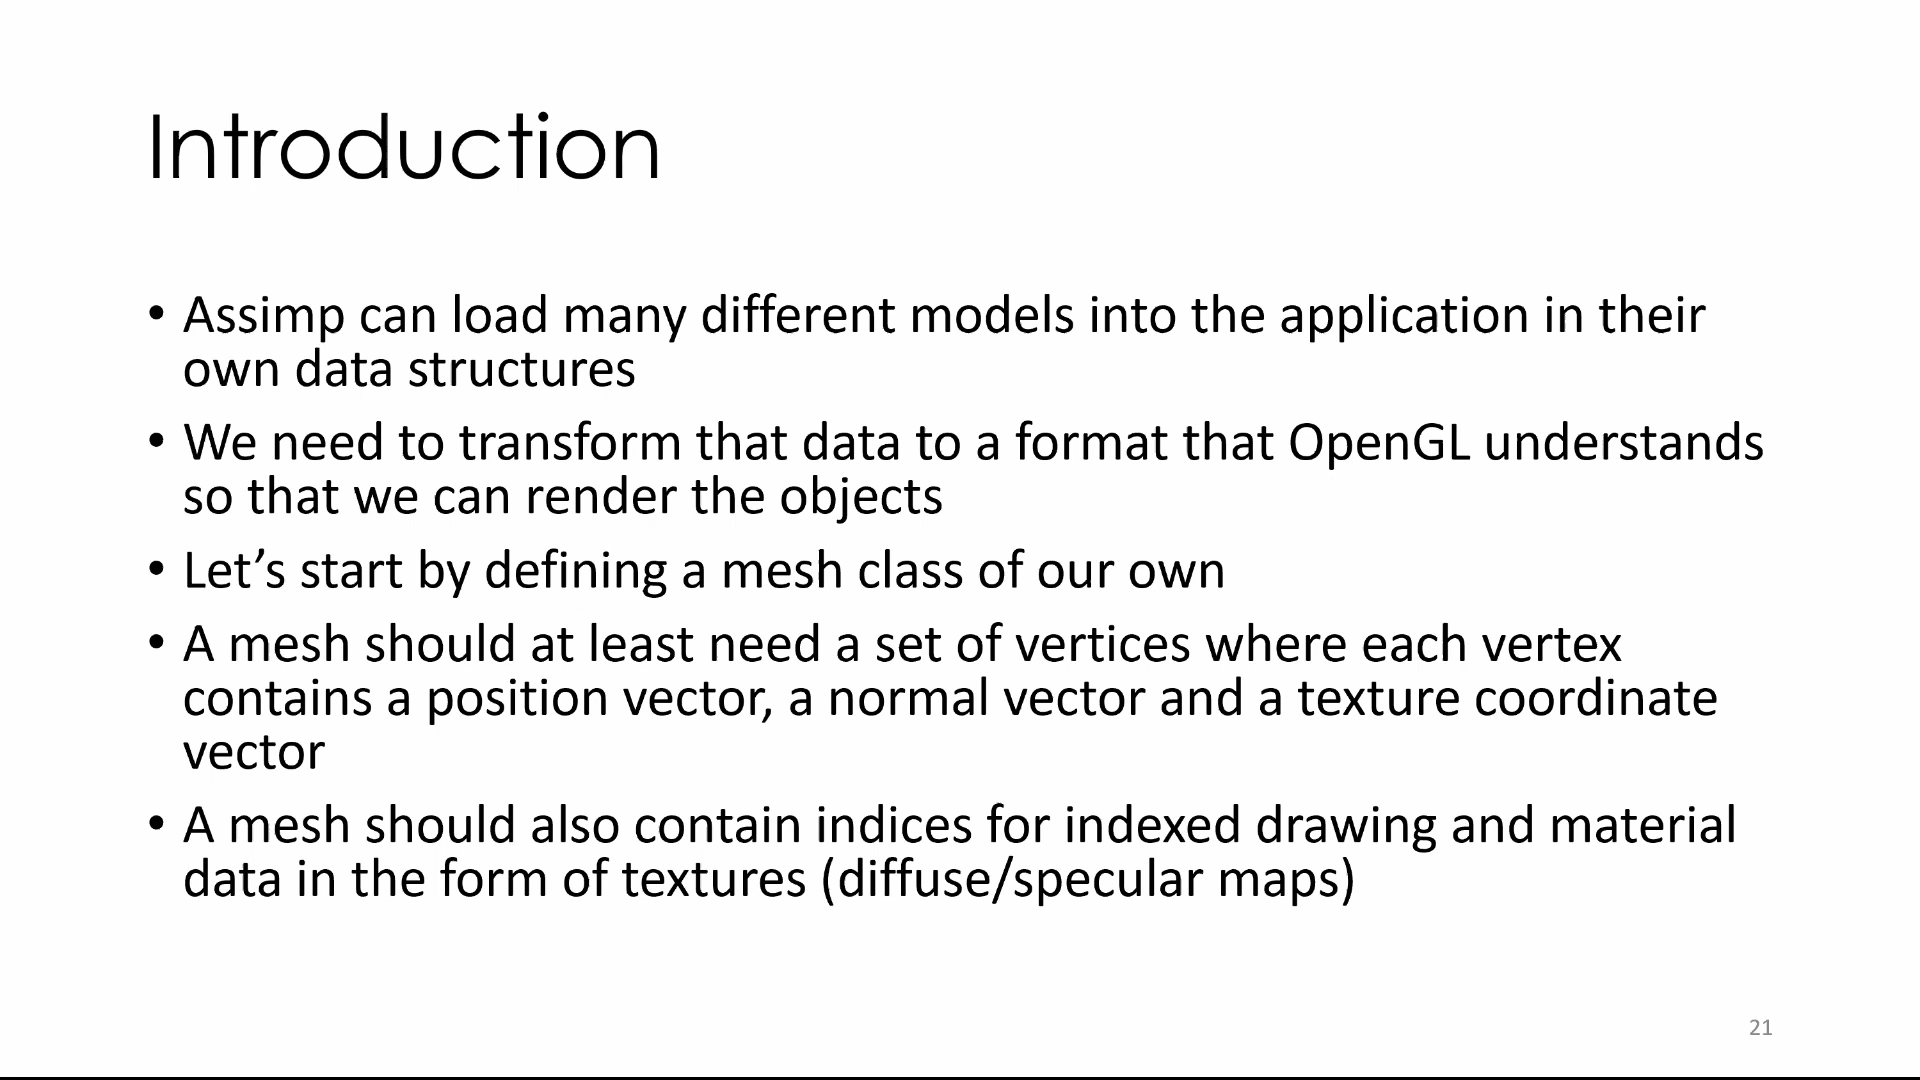 Introduction
• Assimp can load many different models into the application in their
own data structures
• We need to transform that data to a format that OpenGL understands
so that we can render the objects
• Let’s start by defining a mesh class of our own
• A mesh should at least need a set of vertices where each vertex
contains a position vector, a normal vector and a texture coordinate
vector
• A mesh should also contain indices for indexed drawing and material
data in the form of textures (diffuse/specular maps)
21